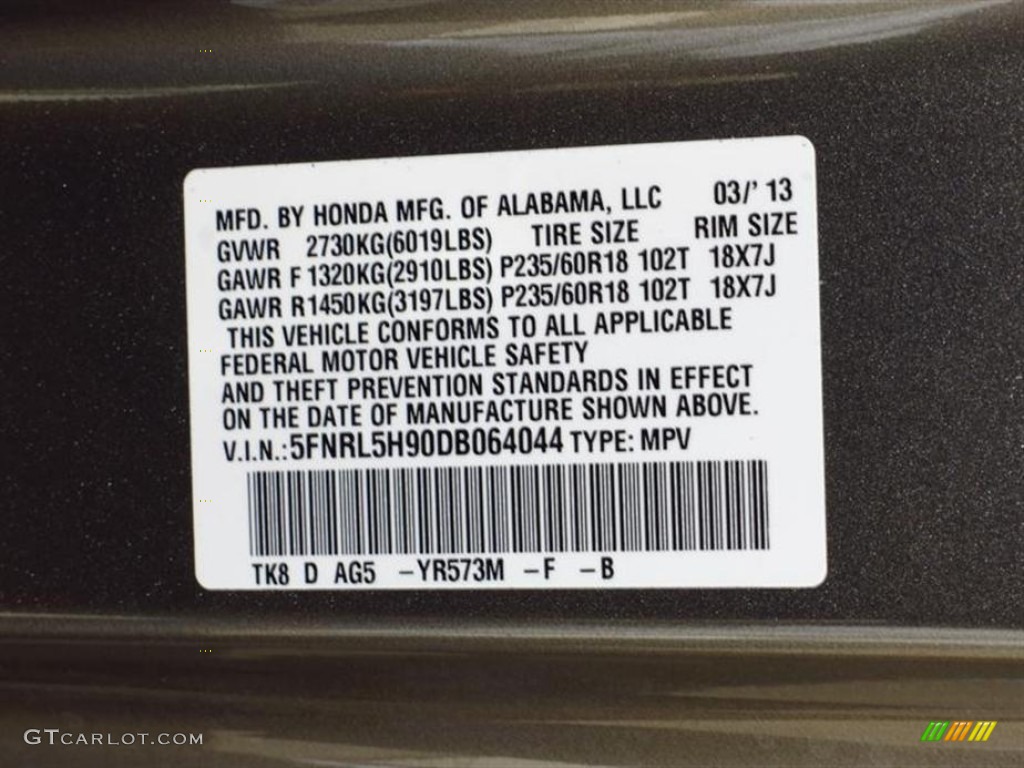 MFD. BY HONDA MFG. OF ALABAMA, LLC 03/' 13
GVWR 2730KG(6019LBS) TIRE SIZE RIM SIZE
GAWR F 1320KG(2910LBS) P235/60R18 102T 18X7J
GAWR R1450KG(3197LBS) P235/60R18 102T 18X7J
THIS VEHICLE CONFORMS TO ALL APPLICABLE
FEDERAL MOTOR VEHICLE SAFETY
AND THEFT PREVENTION STANDARDS IN EFFECT
ON THE DATE OF MANUFACTURE SHOWN ABOVE.
V.I.N.:5FNRL5H90DB064044 TYPE: MPV
TK8 D AG5 –YR573M –F –B
GTCARLOT.COM